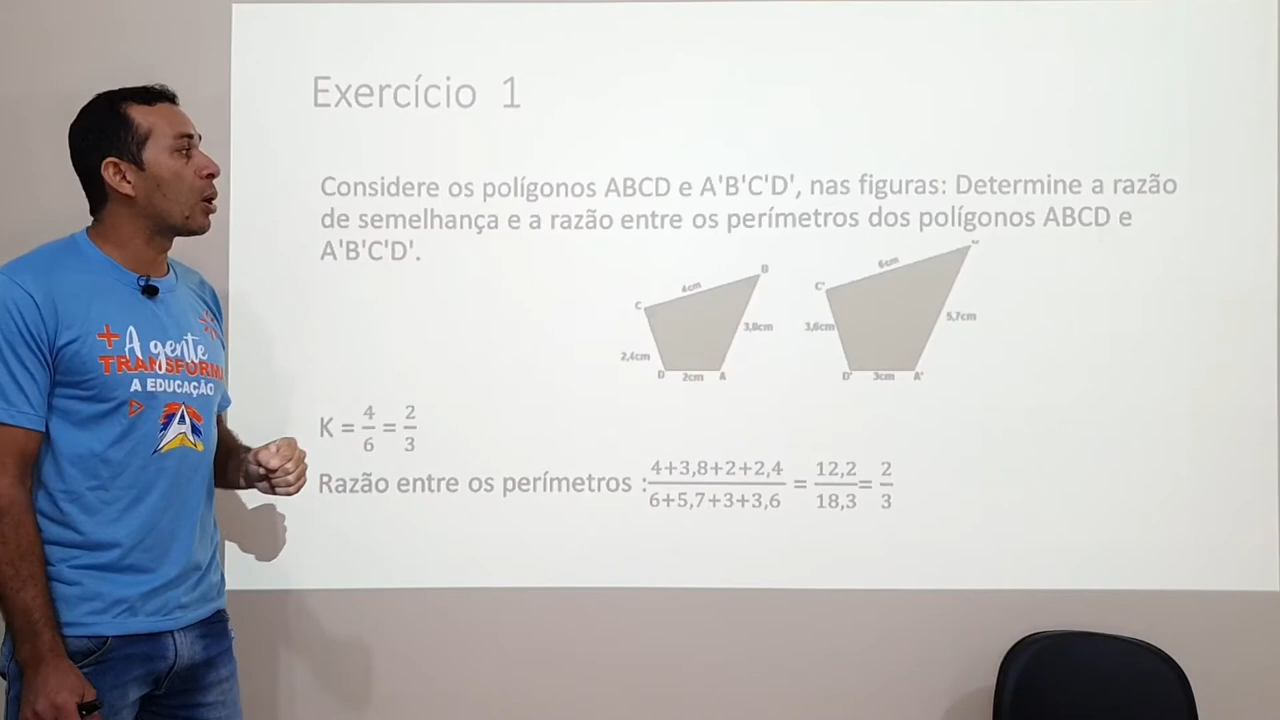 Exercício 1
Considere os polígonos ABCD e A'B'C'D', nas figuras: Determine a razão
de semelhança e a razão entre os perímetros dos polígonos ABCD e
A'B'C'D'.
B
4cm
C
3,8cm
2,4cm
D 2cm A
6cm
C'
3,6cm
5,7cm
D' 3cm A'
K = 4/6 = 2/3
Razão entre os perímetros : 4+3,8+2+2,4/6+5,7+3+3,6 = 12,2/18,3 = 2/3
+ A gente
TRANSFORMA
A EDUCAÇÃO